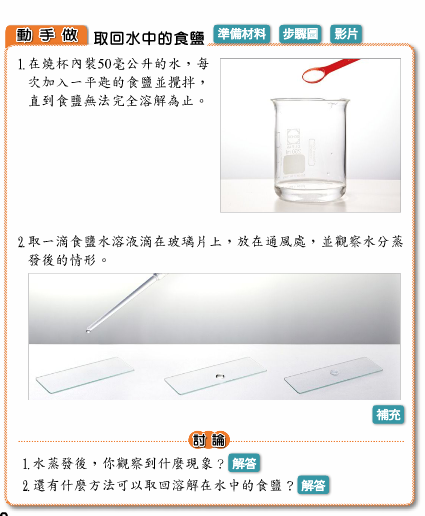 動手做 取回水中的食鹽 準備材料 步驟圖 影片
1.在燒杯內裝50毫公升的水，每
次加入一平匙的食鹽並攪拌，
直到食鹽無法完全溶解為止。
2.取一滴食鹽水溶液滴在玻璃片上，放在通風處，並觀察水分蒸
發後的情形。
補充
討論
1.水蒸發後，你觀察到什麼現象？解答
2.還有什麼方法可以取回溶解在水中的食鹽？解答